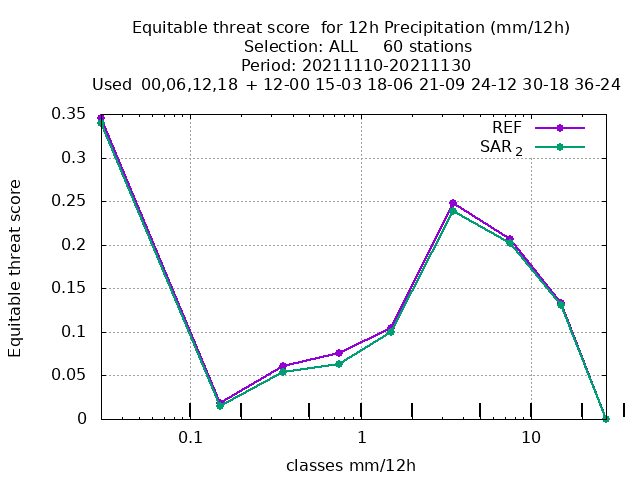 Equitable threat score  for 12h Precipitation (mm/12h)
Selection: ALL     60 stations
Period: 20211110-20211130
Used  00,06,12,18  + 12-00 15-03 18-06 21-09 24-12 30-18 36-24
REF
SAR 2
0.35
0.3
0.25
0.2
0.15
0.1
0.05
0
Equitable threat score
0.1 1 10
classes mm/12h